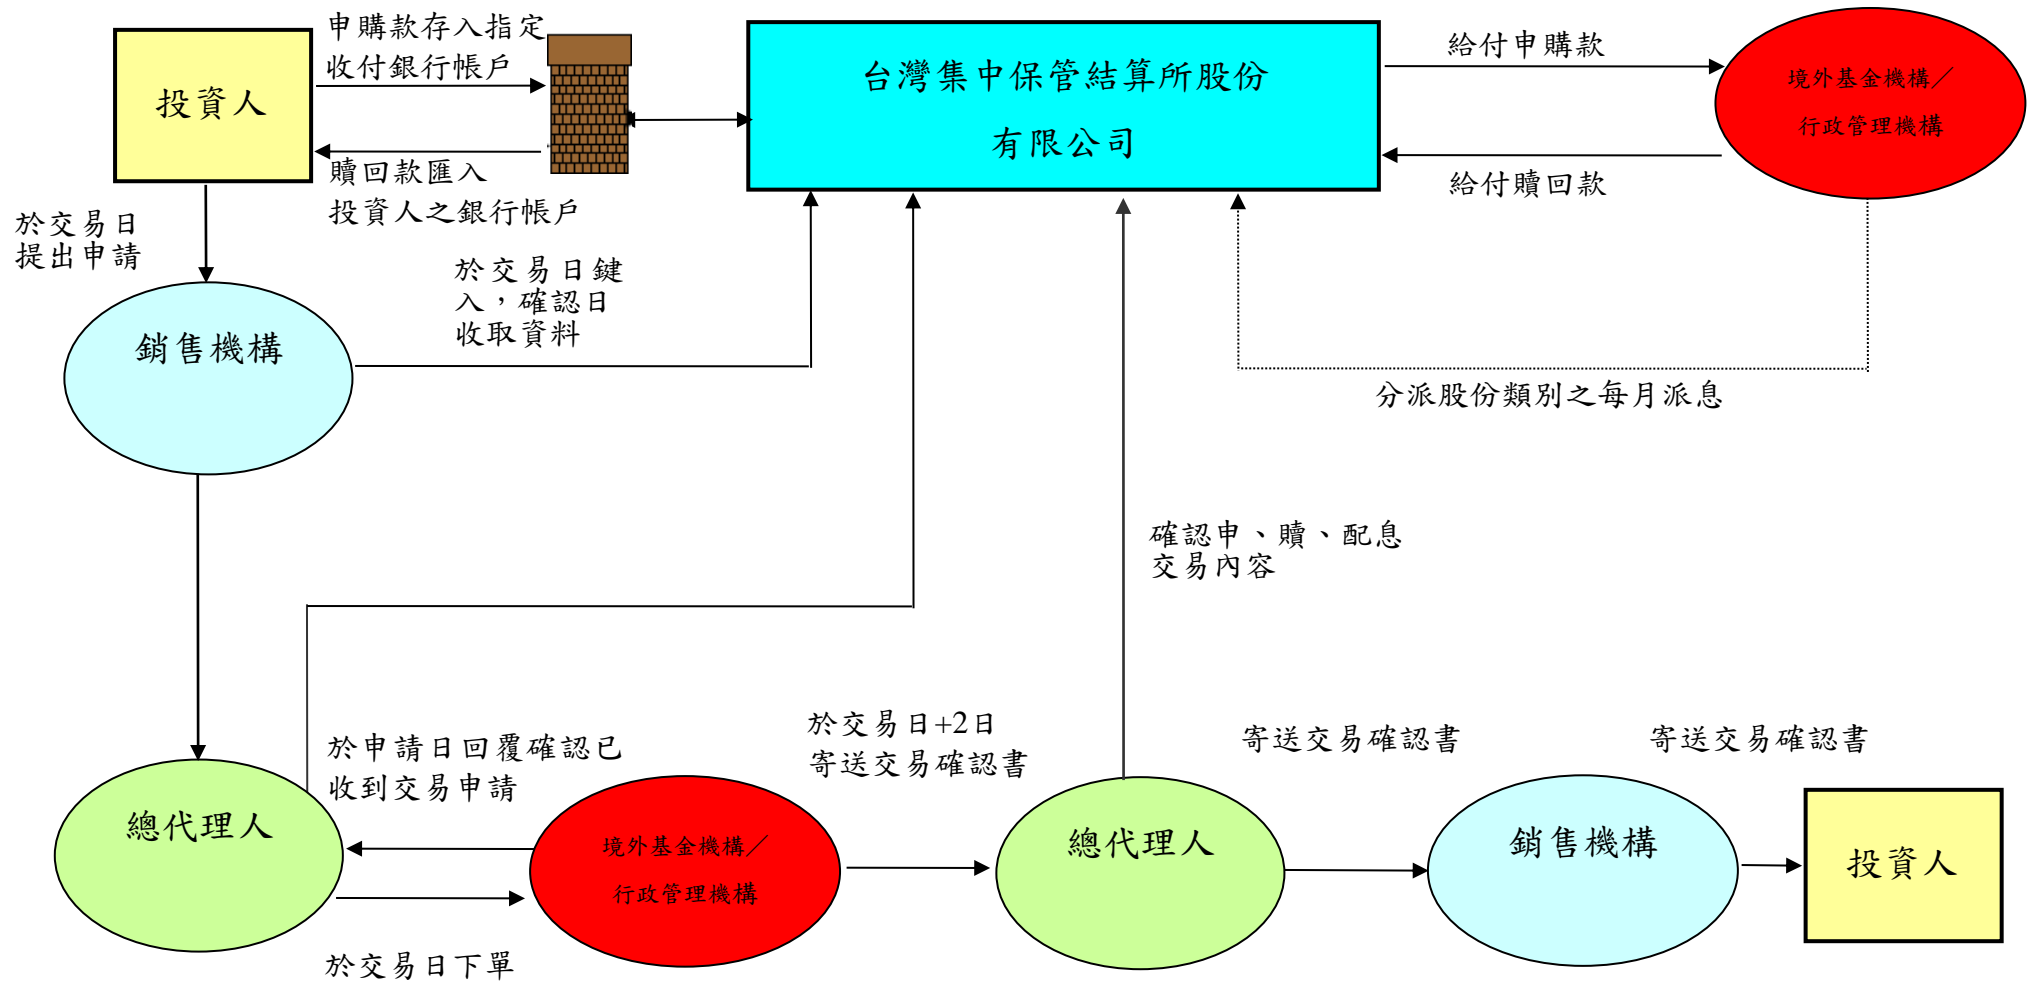 申購款存入指定
收付銀行帳戶
投資人
贖回款匯入
投資人之銀行帳戶
台灣集中保管結算所股份
有限公司
給付申購款
給付贖回款
境外基金機構／
行政管理機構
於交易日
提出申請
於交易日鍵
入，確認日
收取資料
銷售機構
分派股份類別之每月派息
確認申、贖、配息
交易內容
於申請日回覆確認已
收到交易申請
於交易日+2日
寄送交易確認書
寄送交易確認書
寄送交易確認書
總代理人
境外基金機構／
行政管理機構
總代理人
銷售機構
投資人
於交易日下單